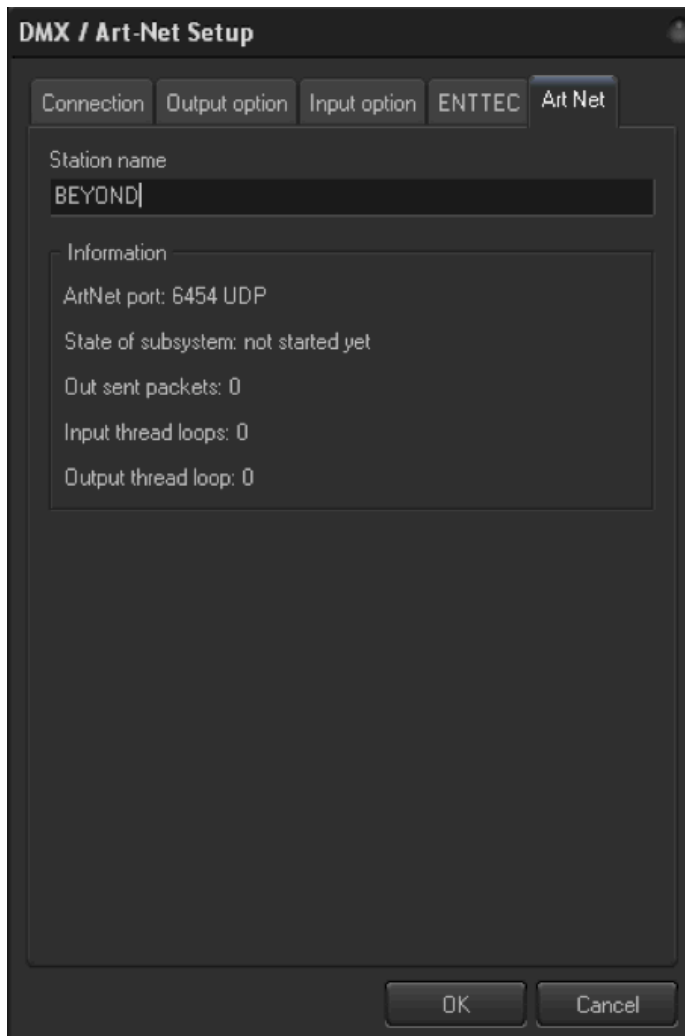 DMX / Art-Net Setup
Connection Output option Input option ENTTEC Art Net
Station name
BEYOND
Information
ArtNet port: 6454 UDP
State of subsystem: not started yet
Out sent packets: 0
Input thread loops: 0
Output thread loop: 0
OK Cancel